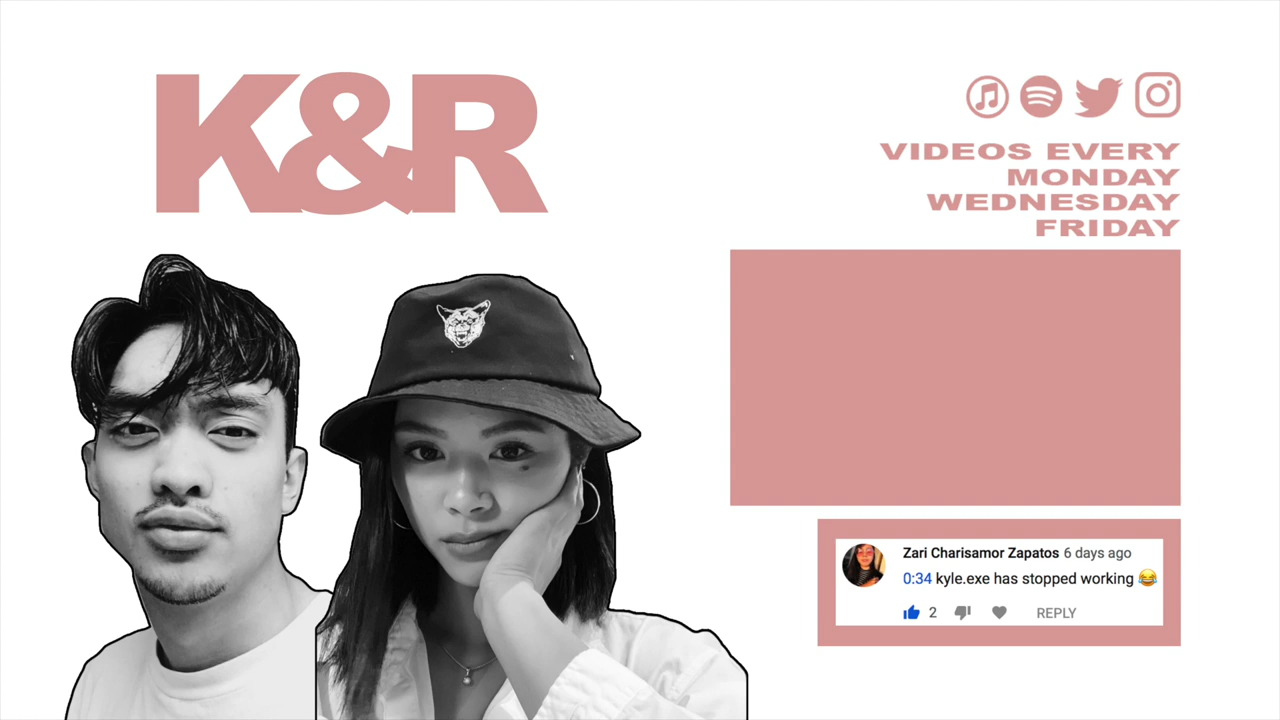 K&R
VIDEOS EVERY
MONDAY
WEDNESDAY
FRIDAY
Zari Charisamor Zapatos 6 days ago
0:34 kyle.exe has stopped working 😂
2 REPLY